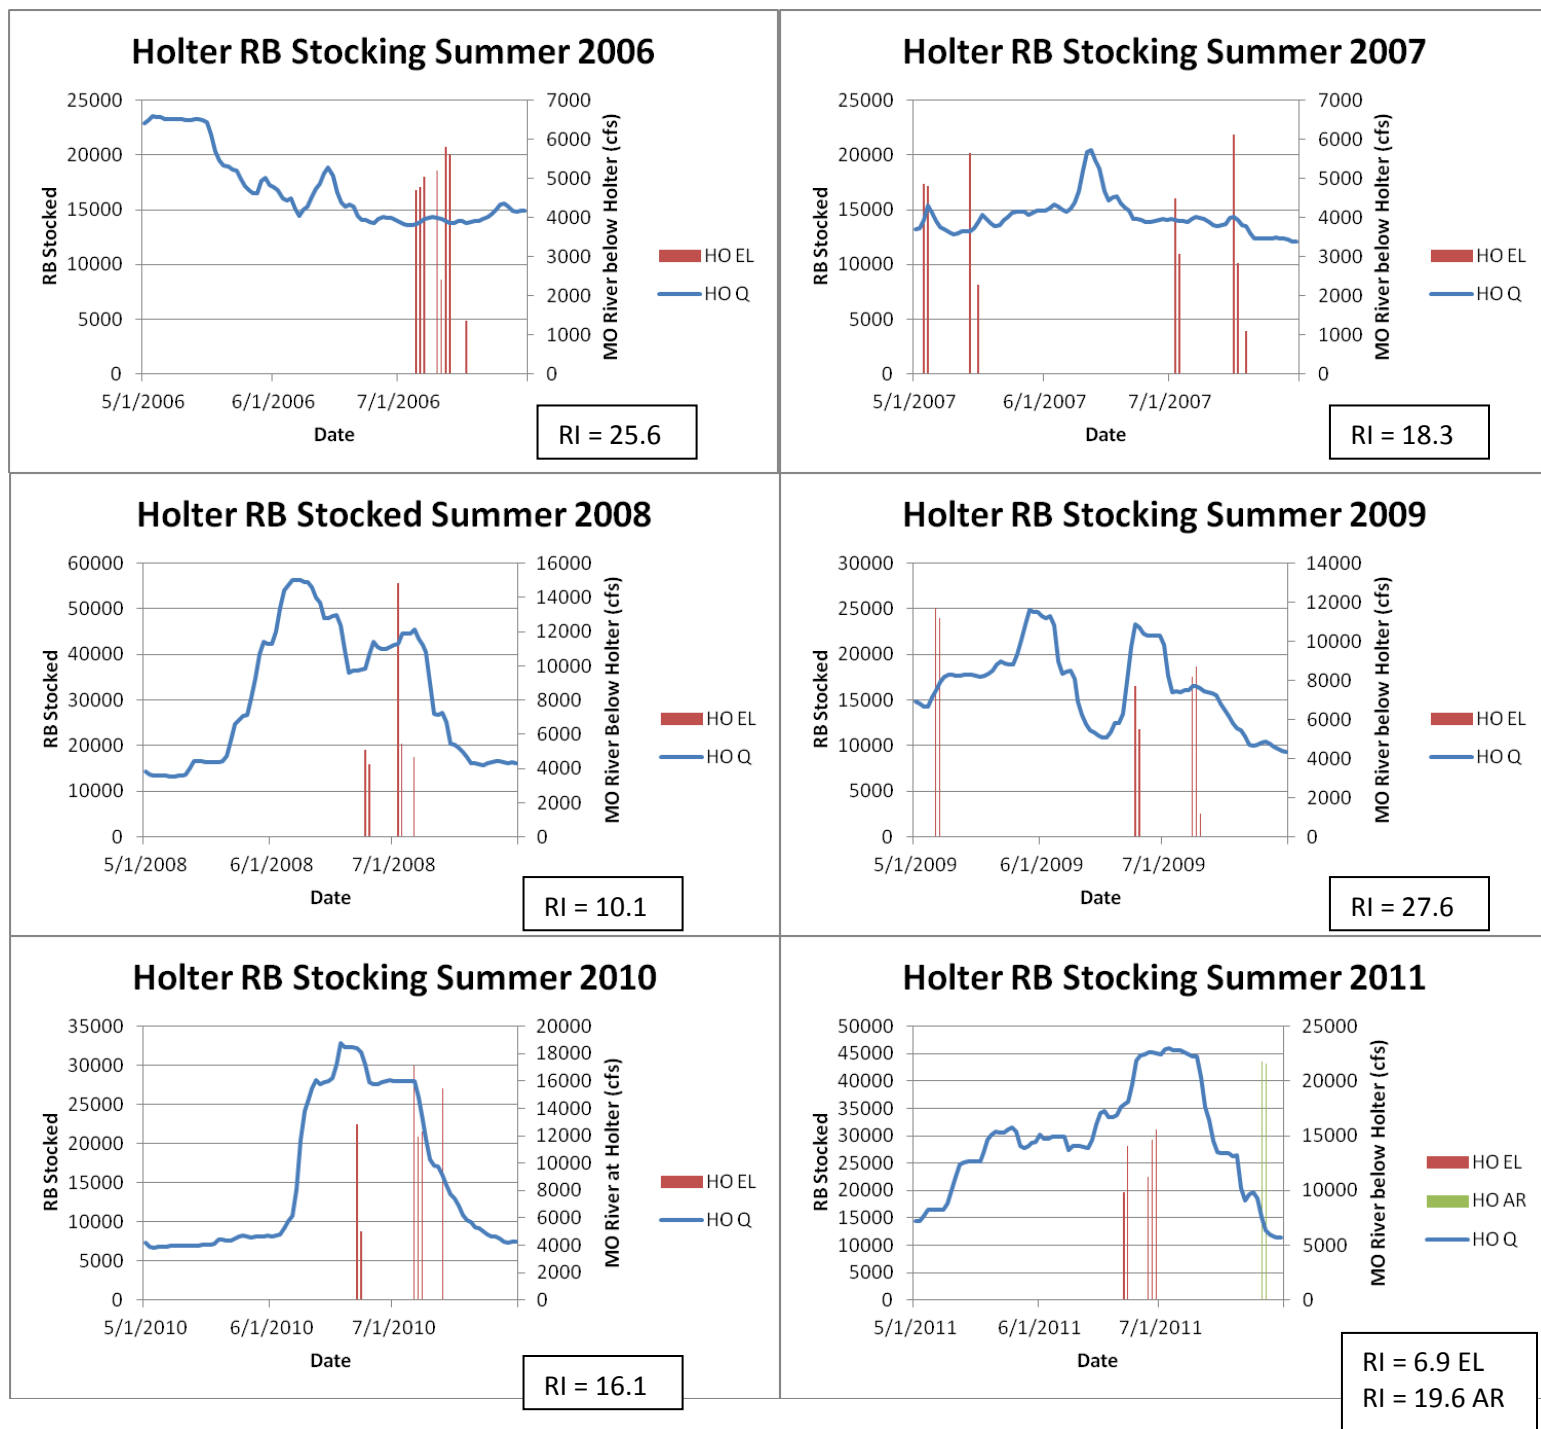 Holter RB Stocking Summer 2006
25000
20000
15000
10000
5000
0
RB Stocked
7000
6000
5000
4000
3000
2000
1000
0
MO River below Holter (cfs)
5/1/2006 6/1/2006 7/1/2006
Date
HO EL
HO Q
RI = 25.6
Holter RB Stocking Summer 2007
25000
20000
15000
10000
5000
0
RB Stocked
7000
6000
5000
4000
3000
2000
1000
0
MO River below Holter (cfs)
5/1/2007 6/1/2007 7/1/2007
Date
HO EL
HO Q
RI = 18.3
Holter RB Stocked Summer 2008
60000
50000
40000
30000
20000
10000
0
RB Stocked
16000
14000
12000
10000
8000
6000
4000
2000
0
MO River Below Holter (cfs)
5/1/2008 6/1/2008 7/1/2008
Date
HO EL
HO Q
RI = 10.1
Holter RB Stocking Summer 2009
30000
25000
20000
15000
10000
5000
0
RB Stocked
14000
12000
10000
8000
6000
4000
2000
0
MO River below Holter (cfs)
5/1/2009 6/1/2009 7/1/2009
Date
HO EL
HO Q
RI = 27.6
Holter RB Stocking Summer 2010
35000
30000
25000
20000
15000
10000
5000
0
RB Stocked
20000
18000
16000
14000
12000
10000
8000
6000
4000
2000
0
MO River at Holter (cfs)
5/1/2010 6/1/2010 7/1/2010
Date
HO EL
HO Q
RI = 16.1
Holter RB Stocking Summer 2011
50000
45000
40000
35000
30000
25000
20000
15000
10000
5000
0
RB Stocked
25000
20000
15000
10000
5000
0
MO River below Holter (cfs)
5/1/2011 6/1/2011 7/1/2011
Date
HO EL
HO AR
HO Q
RI = 6.9 EL
RI = 19.6 AR